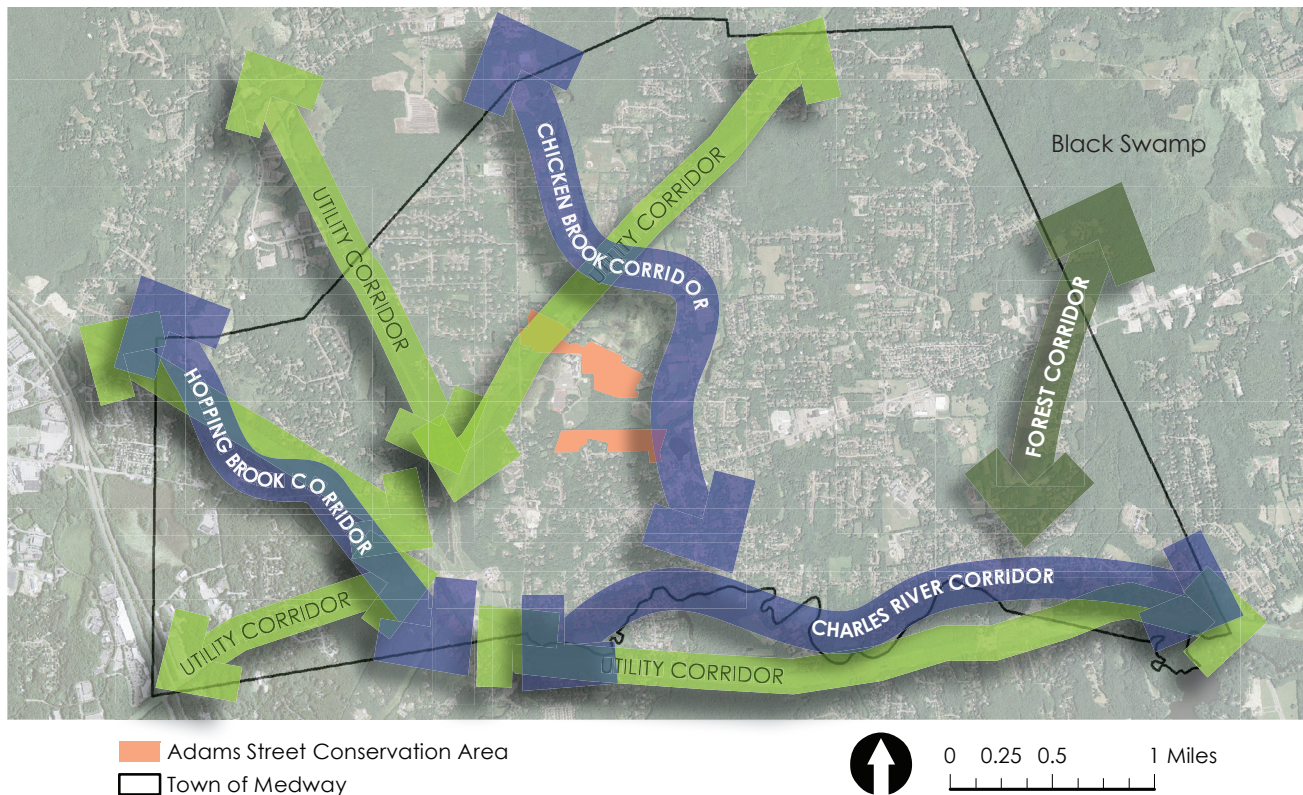 Black Swamp
UTILITY CORRIDOR
CHICKEN BROOK CORRIDOR
UTILITY CORRIDOR
FOREST CORRIDOR
HOPPING BROOK CORRIDOR
UTILITY CORRIDOR
CHARLES RIVER CORRIDOR
UTILITY CORRIDOR
Adams Street Conservation Area
Town of Medway
0 0.25 0.5 1 Miles